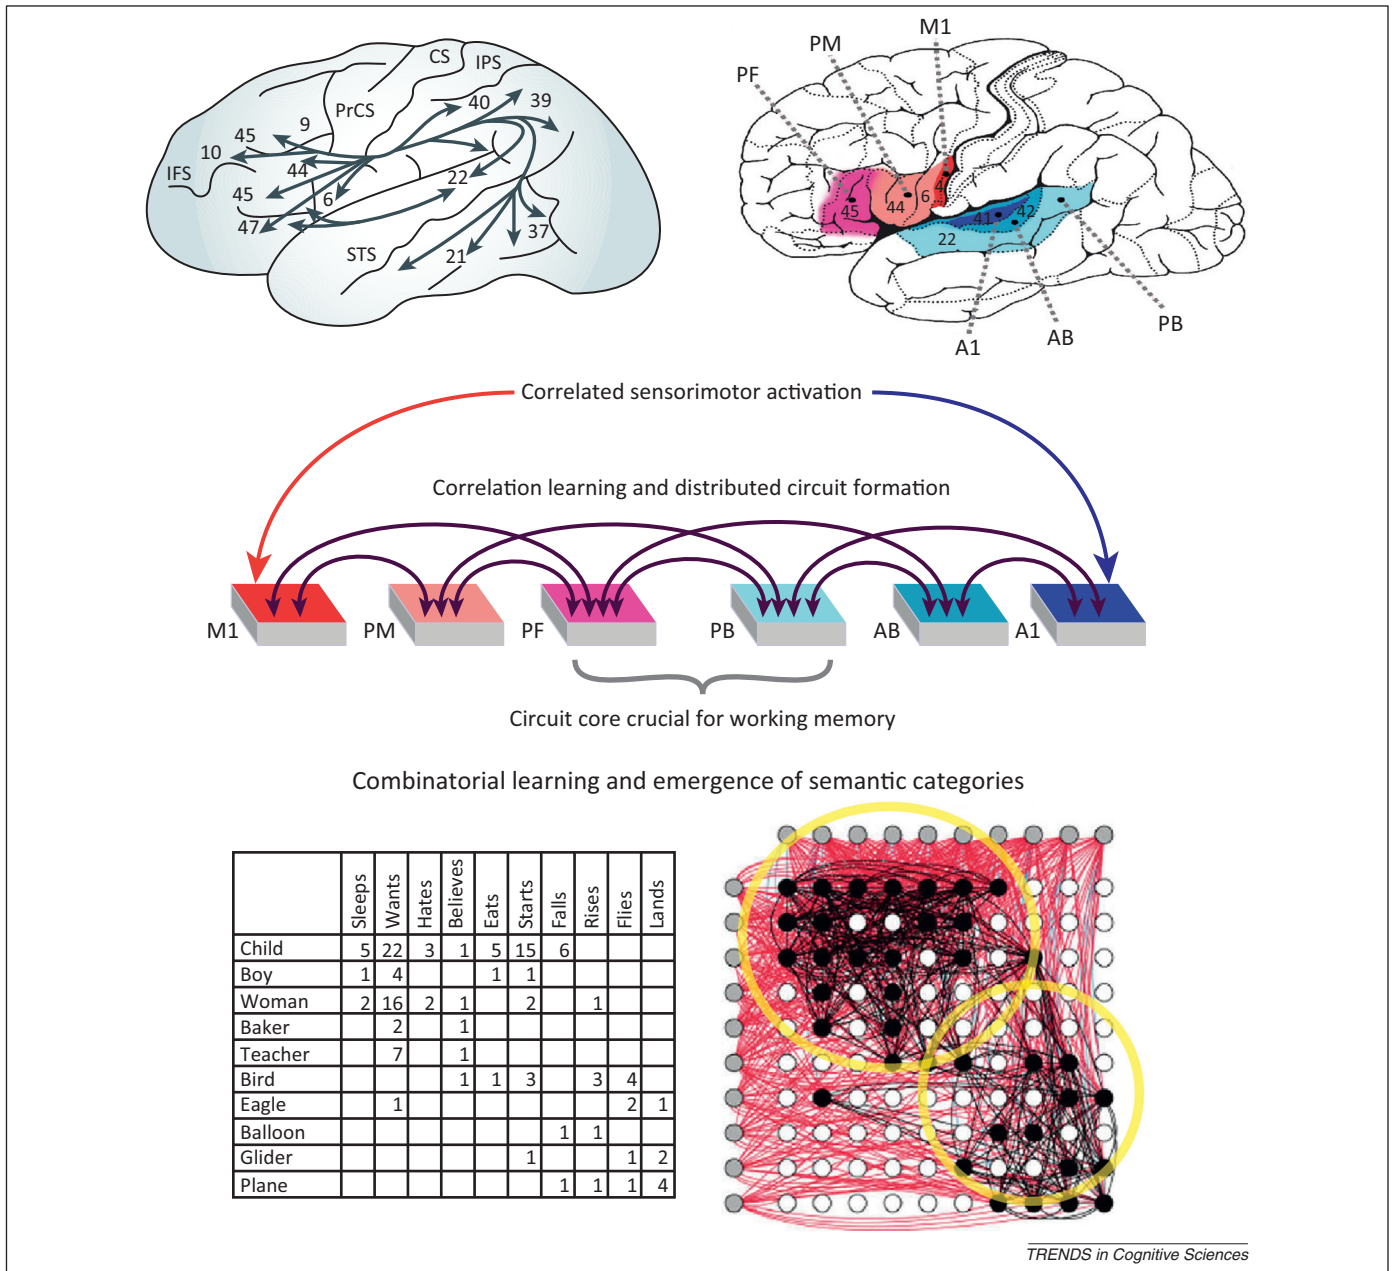 CS
IPS
40
39
PrCS
9
45
10
44
IFS
45
6
22
47
37
STS
21
M1
PM
PF
4
45
44
6
41
42
22
PB
AB
A1
Correlated sensorimotor activation
Correlation learning and distributed circuit formation
M1 PM PF PB AB A1
Circuit core crucial for working memory
Combinatorial learning and emergence of semantic categories
Sleeps Wants Hates Believes Eats Starts Falls Rises Flies Lands
Child 5 22 3 1 5 15 6
Boy 1 4 1 1
Woman 2 16 2 1 2 1
Baker 2 1
Teacher 7 1
Bird 1 1 3 3 4
Eagle 1 2 1
Balloon 1 1
Glider 1 1 2
Plane 1 1 1 4
TRENDS in Cognitive Sciences